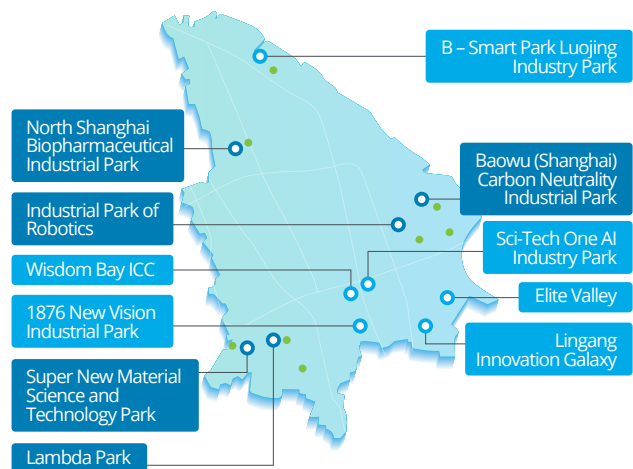 B – Smart Park Luojing
Industry Park
North Shanghai
Biopharmaceutical
Industrial Park
Baowu (Shanghai)
Carbon Neutrality
Industrial Park
Industrial Park of
Robotics
Sci-Tech One AI
Industry Park
Wisdom Bay ICC
Elite Valley
1876 New Vision
Industrial Park
Lingang
Innovation Galaxy
Super New Material
Science and
Technology Park
Lambda Park